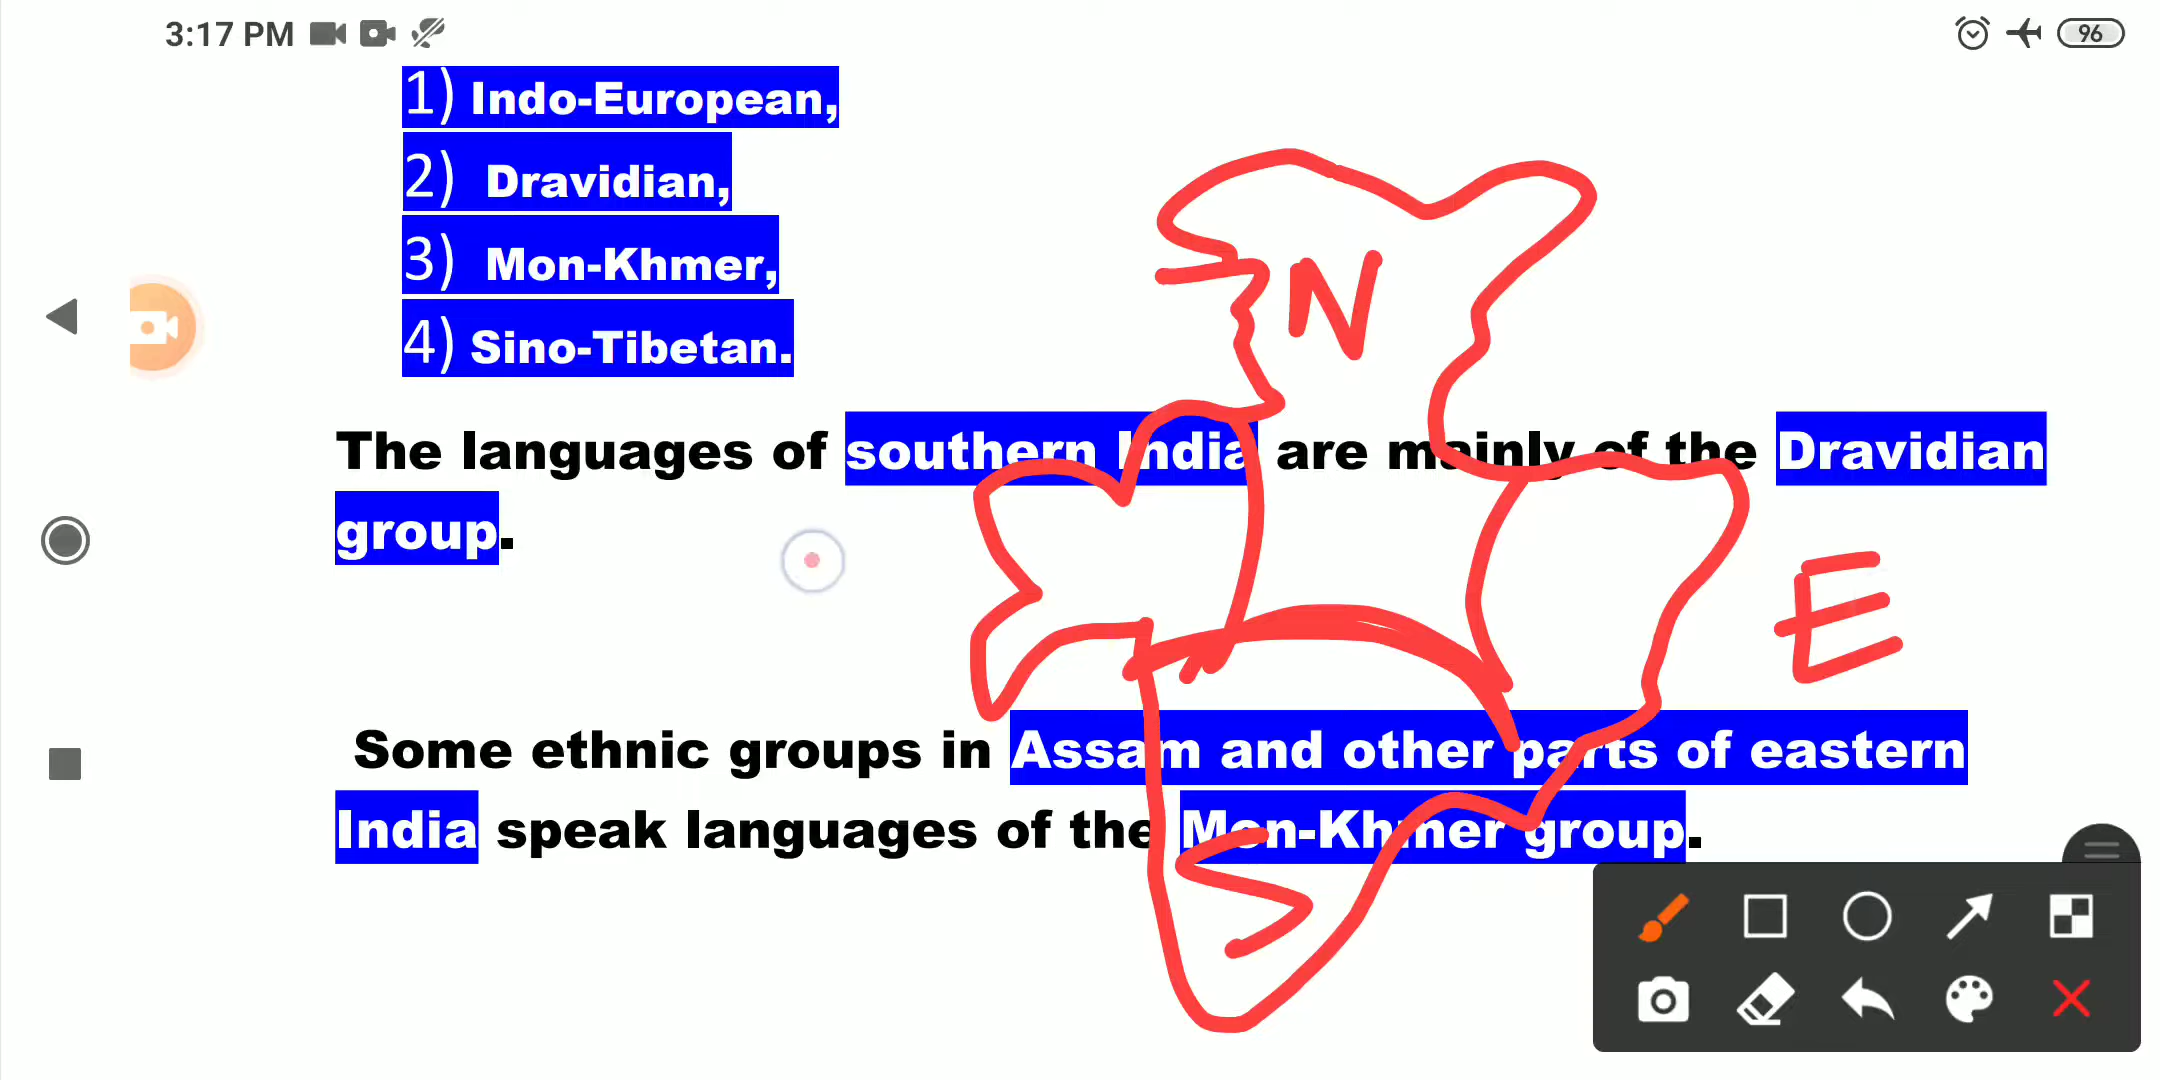 3:17 PM 96
1) Indo-European,
2) Dravidian,
3) Mon-Khmer,
4) Sino-Tibetan.
N
The languages of southern India are mainly of the Dravidian
group.
E
Some ethnic groups in Assam and other parts of eastern
India speak languages of the Mon-Khmer group.
S